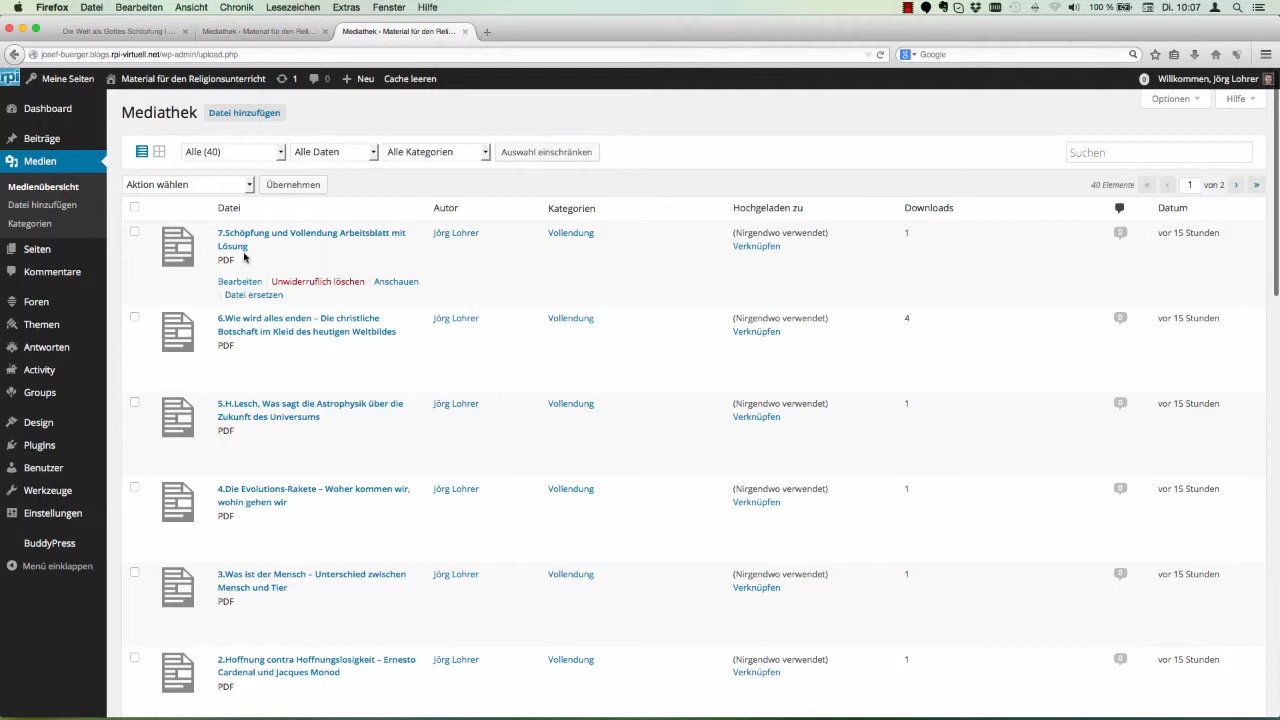 Firefox Ablage Bearbeiten Ansicht Chronik Lesezeichen Extras Fenster Hilfe 100 % Di. 10:07
Die Welt als Gottes Schöpfung | Mediathek ‹ Material für den Reli... Mediathek ‹ Material für den Reli...
josef-buerger.blogs.rpi-virtuell.net/wp-admin/upload.php Google
rpi Meine Seiten Material für den Religionsunterricht 1 0 Neu Cache leeren 0 Willkommen, Jörg Lohrer
Optionen Hilfe
Dashboard
Beiträge
Medien
Medienübersicht
Datei hinzufügen
Kategorien
Seiten
Kommentare
Foren
Themen
Antworten
Activity
Groups
Design
Plugins
Benutzer
Werkzeuge
Einstellungen
BuddyPress
Menü einklappen
Mediathek Datei hinzufügen
Alle (40) Alle Daten Alle Kategorien Auswahl einschränken Suchen
Aktion wählen Übernehmen 40 Elemente « ‹ 1 von 2 › »
Datei Autor Kategorien Hochgeladen zu Downloads Datum
7.Schöpfung und Vollendung Arbeitsblatt mit Jörg Lohrer Vollendung (Nirgendwo verwendet) 1 0 vor 15 Stunden
Lösung Verknüpfen
PDF
Bearbeiten | Unwiderruflich löschen | Anschauen
| Datei ersetzen
6.Wie wird alles enden – Die christliche Jörg Lohrer Vollendung (Nirgendwo verwendet) 4 0 vor 15 Stunden
Botschaft im Kleid des heutigen Weltbildes Verknüpfen
PDF
5.H.Lesch, Was sagt die Astrophysik über die Jörg Lohrer Vollendung (Nirgendwo verwendet) 1 0 vor 15 Stunden
Zukunft des Universums Verknüpfen
PDF
4.Die Evolutions-Rakete – Woher kommen wir, Jörg Lohrer Vollendung (Nirgendwo verwendet) 1 0 vor 15 Stunden
wohin gehen wir Verknüpfen
PDF
3.Was ist der Mensch – Unterschied zwischen Jörg Lohrer Vollendung (Nirgendwo verwendet) 1 0 vor 15 Stunden
Mensch und Tier Verknüpfen
PDF
2.Hoffnung contra Hoffnungslosigkeit – Ernesto Jörg Lohrer Vollendung (Nirgendwo verwendet) 1 0 vor 15 Stunden
Cardenal und Jacques Monod Verknüpfen
PDF